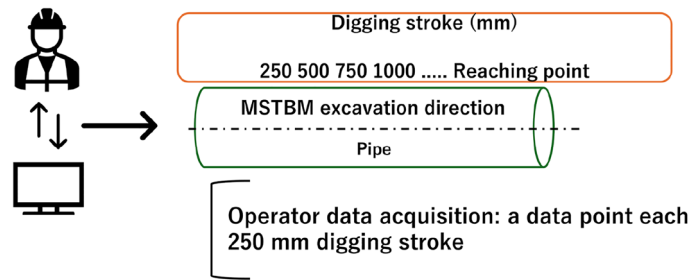 Digging stroke (mm)
250 500 750 1000 ..... Reaching point
MSTBM excavation direction
Pipe
Operator data acquisition: a data point each
250 mm digging stroke